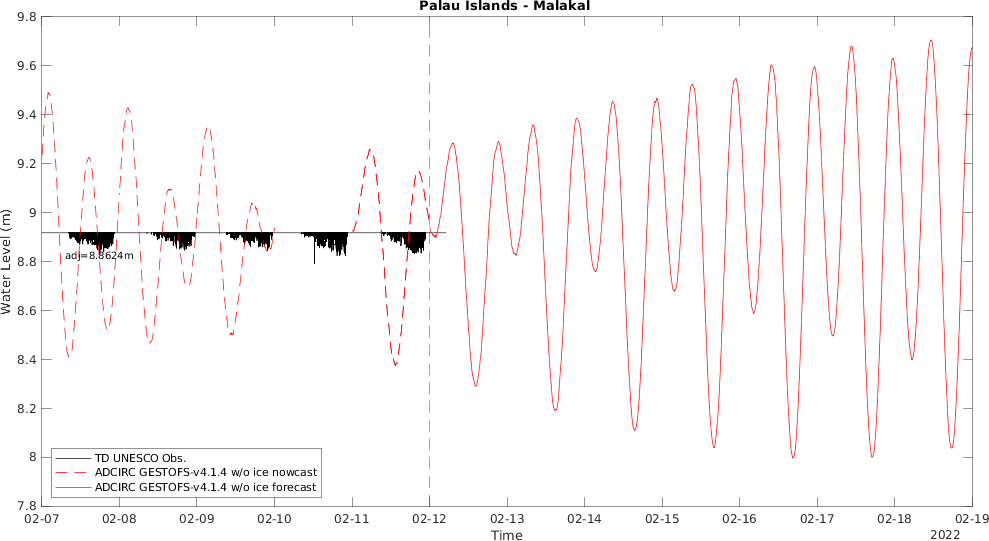 Palau Islands - Malakal
Water Level (m)
9.8
9.6
9.4
9.2
9
8.8
8.6
8.4
8.2
8
7.8
adj=8.8624m
TD UNESCO Obs.
ADCIRC GESTOFS-v4.1.4 w/o ice nowcast
ADCIRC GESTOFS-v4.1.4 w/o ice forecast
02-07 02-08 02-09 02-10 02-11 02-12 02-13 02-14 02-15 02-16 02-17 02-18 02-19
Time
2022